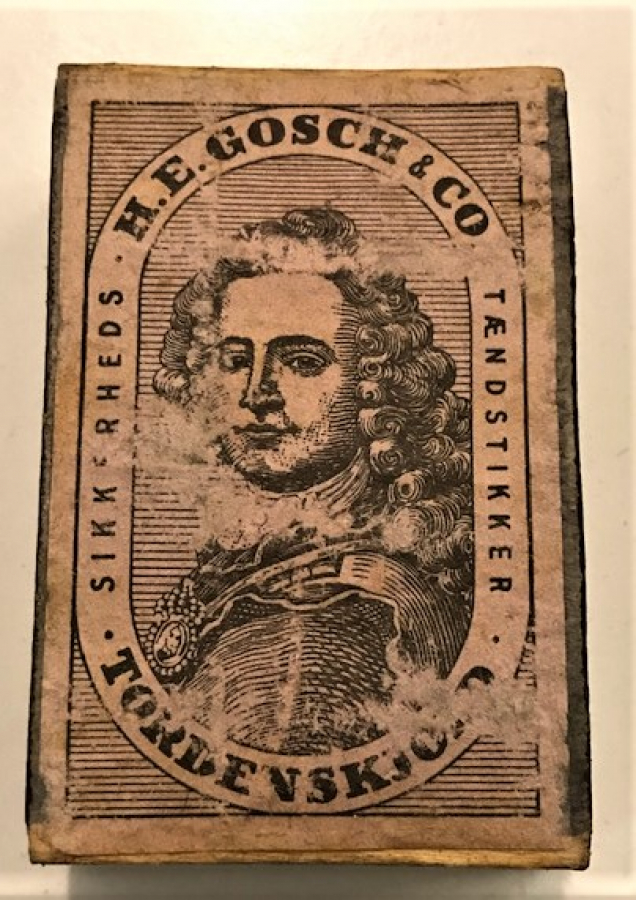 H.E. GOSCH & CO
SIKKERHEDS
TÆNDSTIKKER
TORDENSKJOLD